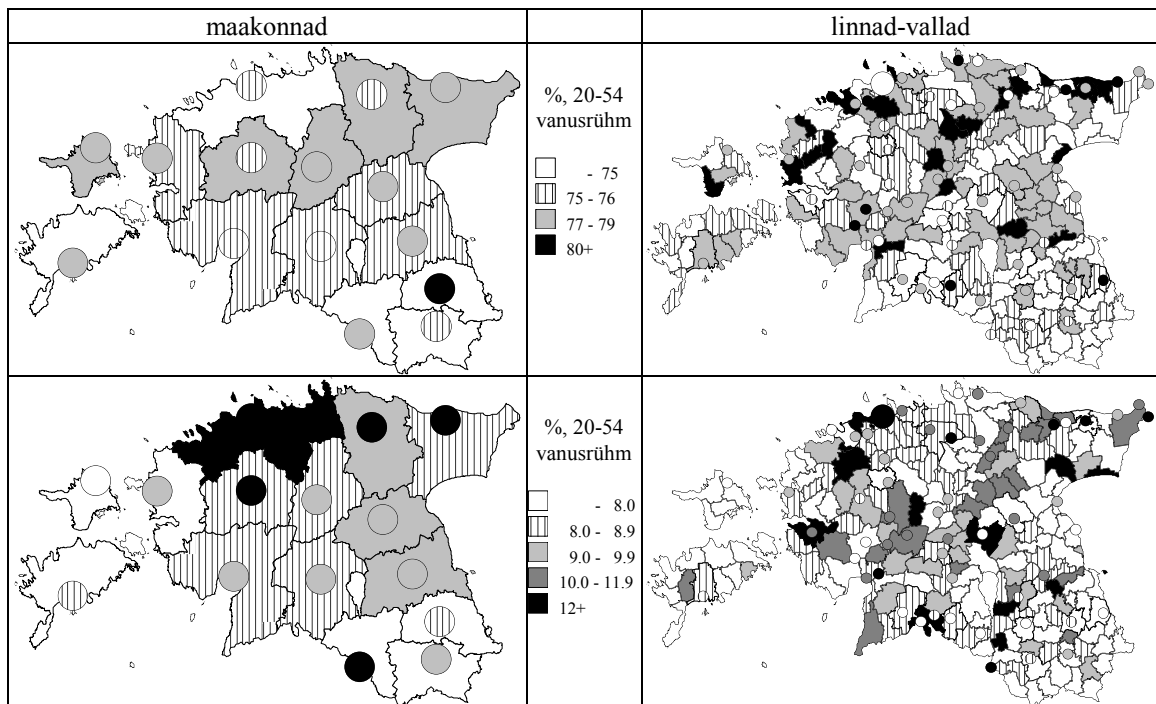 maakonnad
linnad-vallad
%, 20-54
vanusrühm
- 75
75 - 76
77 - 79
80+
%, 20-54
vanusrühm
- 8.0
8.0 - 8.9
9.0 - 9.9
10.0 - 11.9
12+